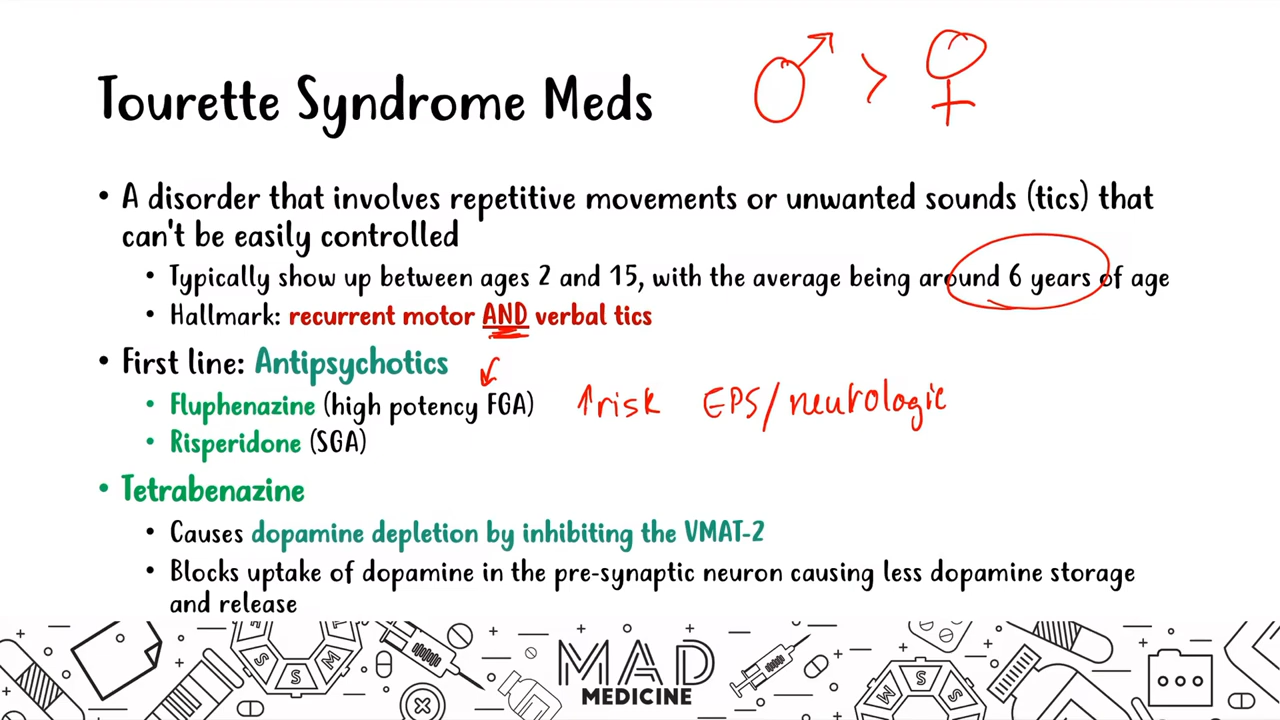 Tourette Syndrome Meds
♂ > ♀
• A disorder that involves repetitive movements or unwanted sounds (tics) that
can't be easily controlled
• Typically show up between ages 2 and 15, with the average being around 6 years of age
• Hallmark: recurrent motor AND verbal tics
• First line: Antipsychotics
• Fluphenazine (high potency FGA) ↑risk EPS/neurologic
• Risperidone (SGA)
• Tetrabenazine
• Causes dopamine depletion by inhibiting the VMAT-2
• Blocks uptake of dopamine in the pre-synaptic neuron causing less dopamine storage
and release
MAD
MEDICINE